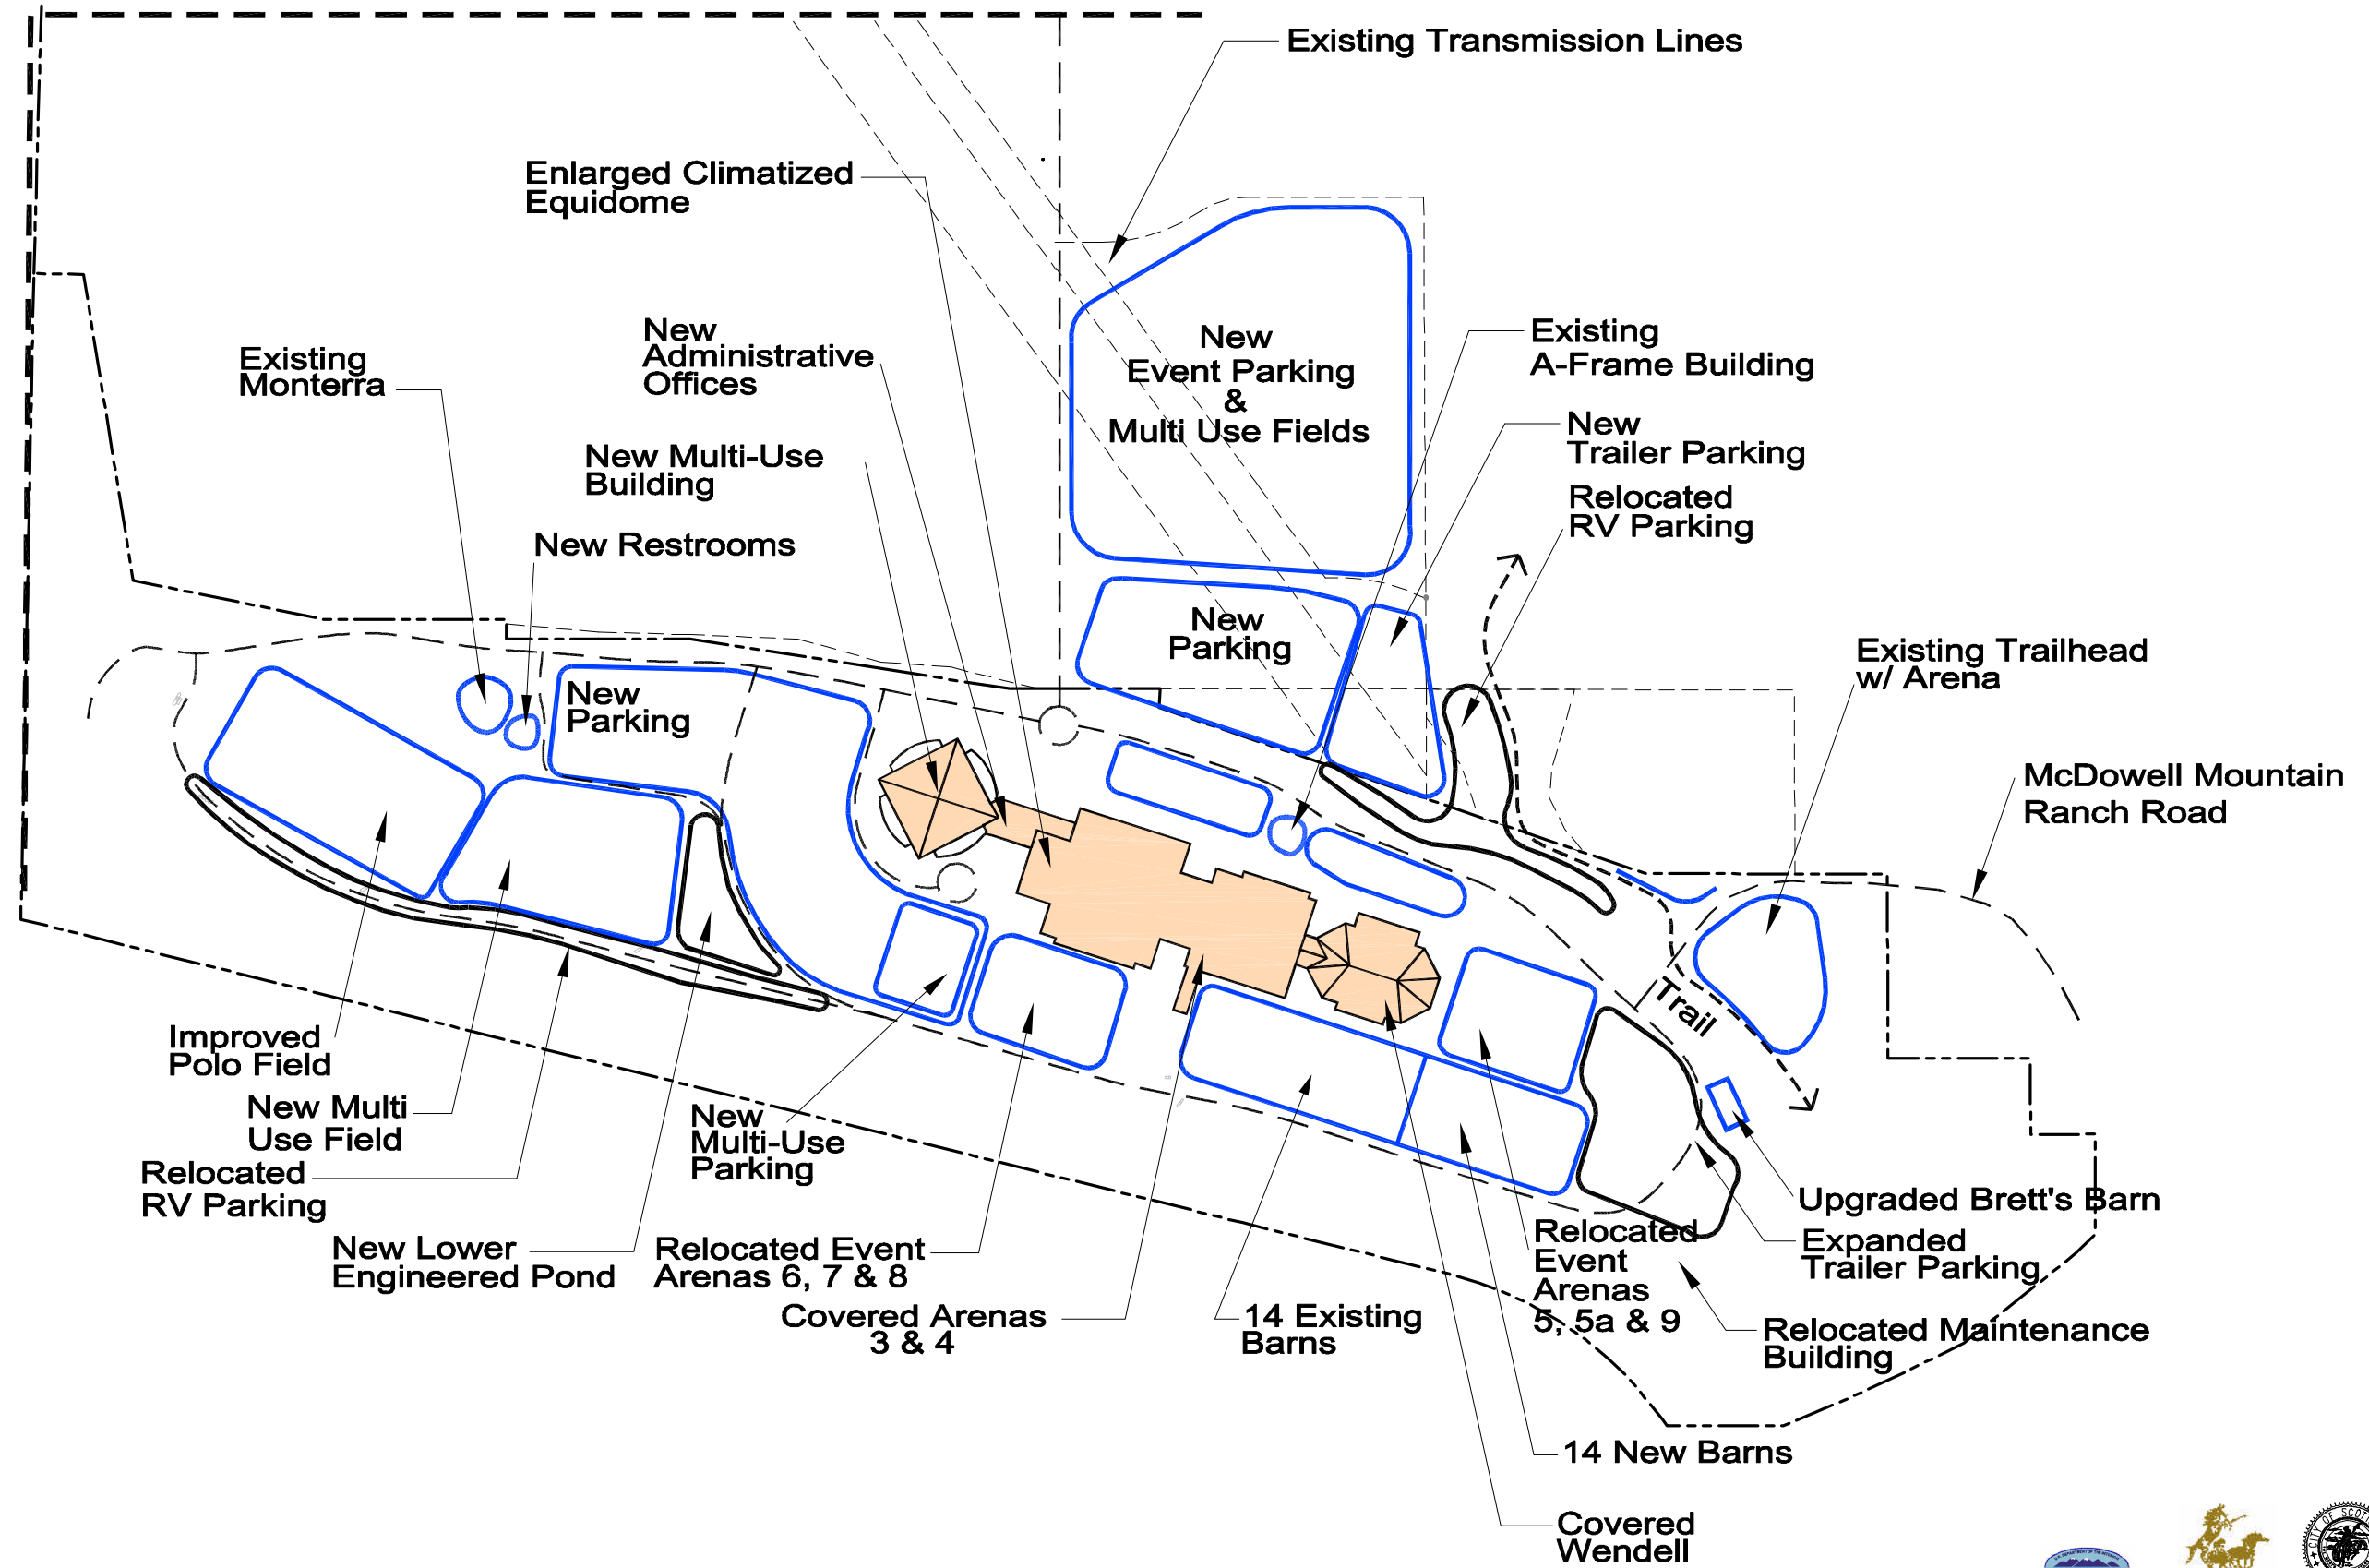 Existing Transmission Lines
Enlarged Climatized
Equidome
New
Administrative
Offices
Existing
Monterra
New
Event Parking
&
Multi Use Fields
Existing
A-Frame Building
New
Trailer Parking
New Multi-Use
Building
Relocated
RV Parking
New Restrooms
New
Parking
New
Parking
Existing Trailhead
w/ Arena
McDowell Mountain
Ranch Road
Trail
Improved
Polo Field
New Multi
Use Field
Relocated
RV Parking
New
Multi-Use
Parking
New Lower
Engineered Pond
Relocated Event
Arenas 6, 7 & 8
Covered Arenas
3 & 4
14 Existing
Barns
Relocated
Event
Arenas
5, 5a & 9
Upgraded Brett's Barn
Expanded
Trailer Parking
Relocated Maintenance
Building
14 New Barns
Covered
Wendell